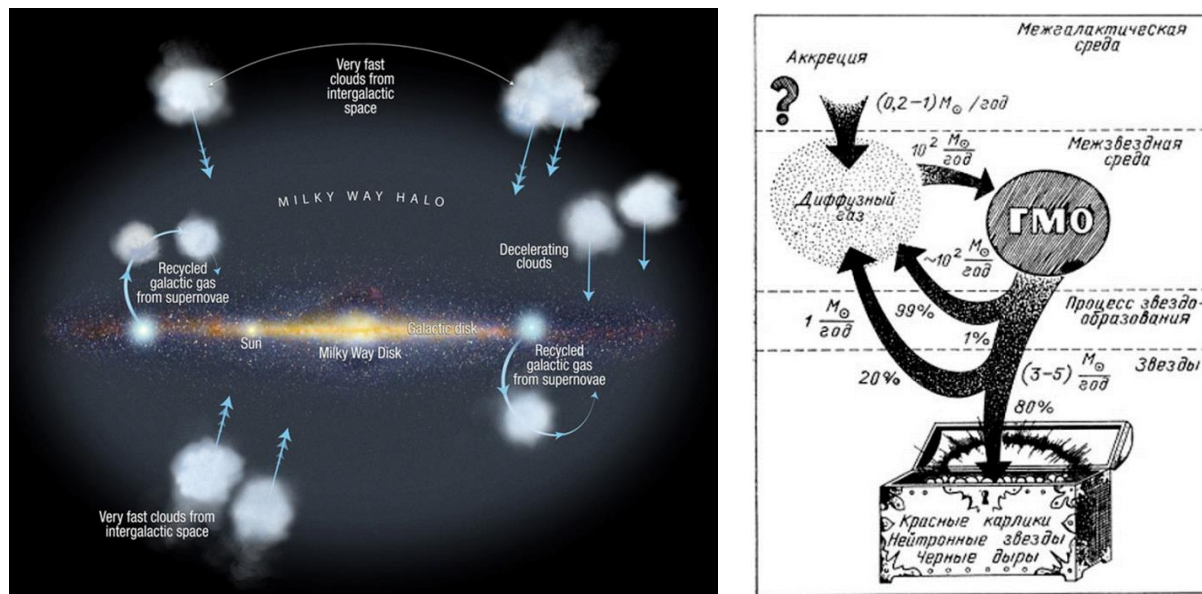 Very fast
clouds from
intergalactic
space
MILKY WAY HALO
Recycled
galactic gas
from supernovae
Decelerating
clouds
Galactic disk
Sun
Milky Way Disk
Recycled
galactic gas
from supernovae
Very fast clouds from
intergalactic space
Межгалактическая
среда
Аккреция
?
(0,2–1) M☉/год
10² M☉/год
Межзвездная
среда
Диффузный
газ
ГМО
~10² M☉/год
1 M☉/год
99%
1%
Процесс звездо-
образования
20%
(3–5) M☉/год
Звезды
80%
Красные карлики
Нейтронные звезды
Черные дыры